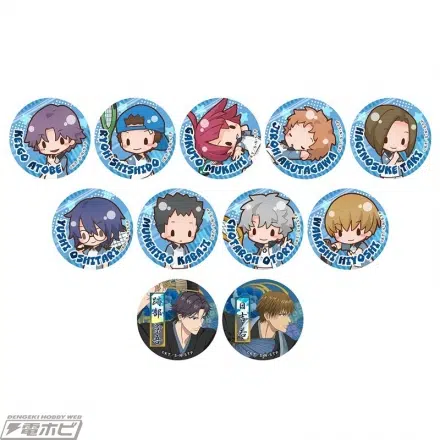 KEIGO ATOBE
RYOH SHISHIDO
GAKUTO MUKAHI
JIROH AKUTAGAWA
HAGINOSUKE TAKI
YUSHI OSHITARI
MUNEHIRO KABAJI
CHOTAROH OTORI
WAKASHI HIYOSHI
跡部
日吉
DENGEKI HOBBY WEB
電ホビ